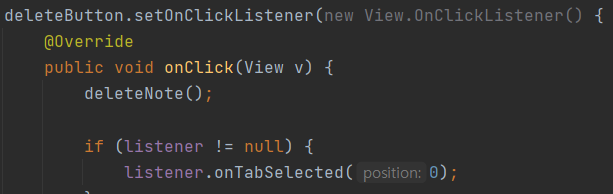 deleteButton.setOnClickListener(new View.OnClickListener() {
@Override
public void onClick(View v) {
deleteNote();
if (listener != null) {
listener.onTabSelected( position: 0);
}